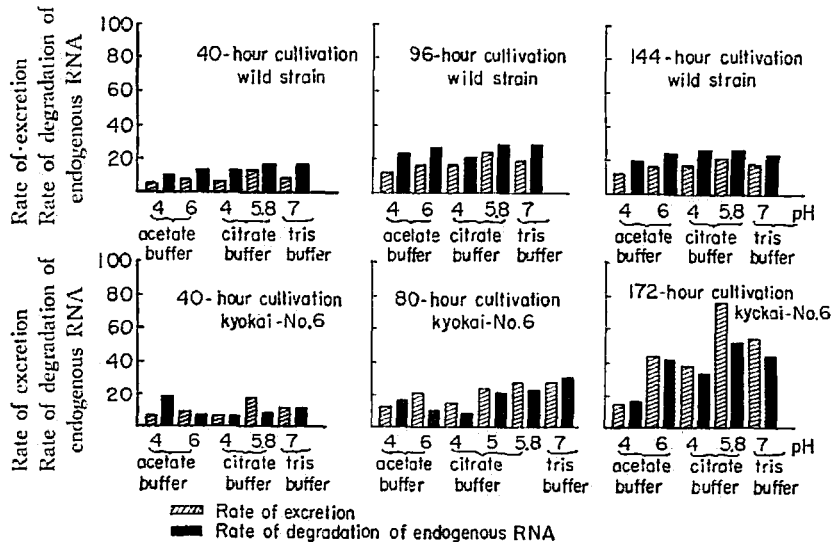 Rate of excretion
Rate of degradation of
endogenous RNA
100
80
60
40
20
40-hour cultivation
wild strain
4 6 4 5.8 7
acetate buffer
citrate buffer
tris buffer
96-hour cultivation
wild strain
4 6 4 5.8 7
acetate buffer
citrate buffer
tris buffer
144-hour cultivation
wild strain
4 6 4 5.8 7 pH
acetate buffer
citrate buffer
tris buffer
Rate of excretion
Rate of degradation of
endogenous RNA
100
80
60
40
20
40-hour cultivation
kyokai-No.6
4 6 4 5.8 7
acetate buffer
citrate buffer
tris buffer
80-hour cultivation
kyokai-No.6
4 6 4 5 5.8 7
acetate buffer
citrate buffer
tris buffer
172-hour cultivation
kyckai-No.6
4 6 4 5.8 7 pH
acetate buffer
citrate buffer
tris buffer
Rate of excretion
Rate of degradation of endogenous RNA